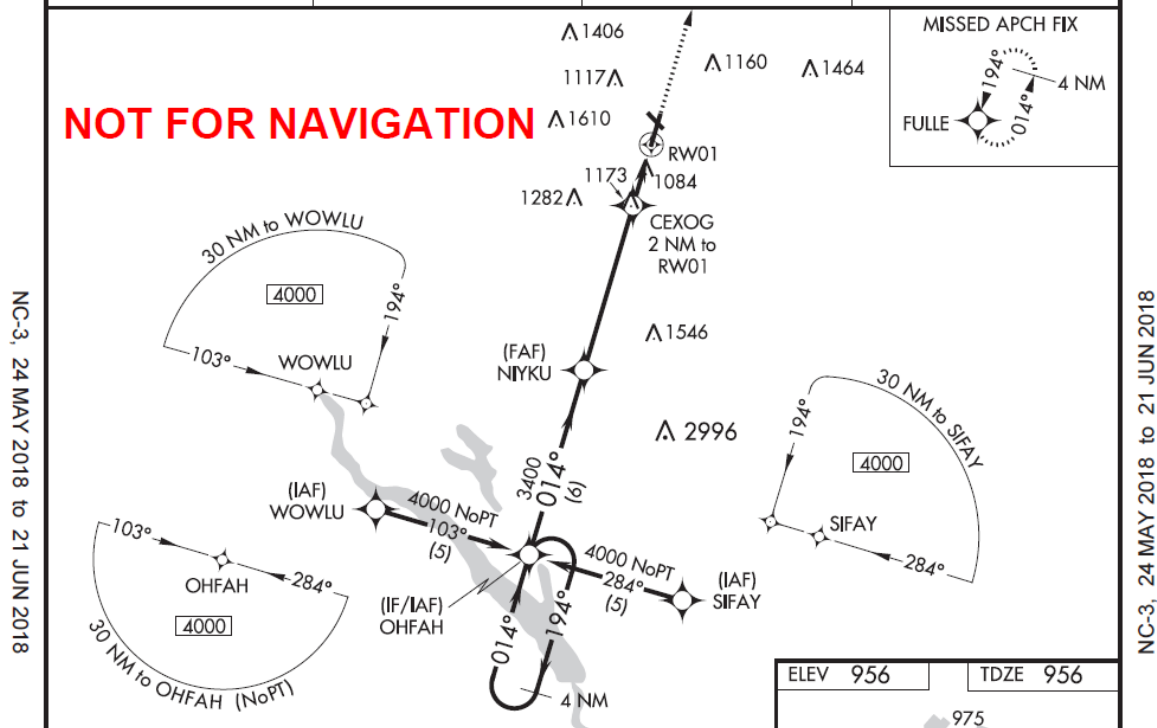 MISSED APCH FIX
194°
4 NM
014°
FULLE
1406
1160
1464
1117
NOT FOR NAVIGATION
1610
RW01
1173
1084
1282
CEXOG
2 NM to
RW01
30 NM to WOWLU
4000
194°
103°
WOWLU
1546
(FAF)
NIYKU
30 NM to SIFAY
194°
4000
SIFAY
284°
2996
3400
014°
(6)
(IAF)
WOWLU
4000 NoPT
103°
(5)
4000 NoPT
284°
(5)
(IAF)
SIFAY
103°
OHFAH
284°
4000
30 NM to OHFAH (NoPT)
(IF/IAF)
OHFAH
014°
194°
4 NM
ELEV 956
TDZE 956
975
NC-3, 24 MAY 2018 to 21 JUN 2018
NC-3, 24 MAY 2018 to 21 JUN 2018